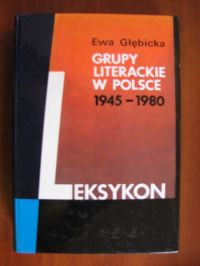 Ewa Głębicka
GRUPY
LITERACKIE
W POLSCE
1945 - 1980
LEKSYKON